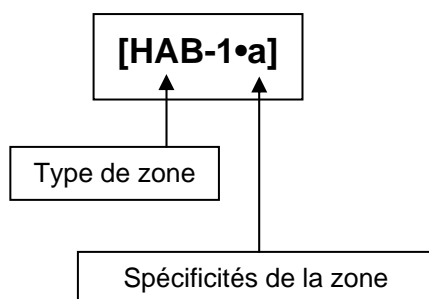 [HAB-1•a]
Type de zone
Spécificités de la zone